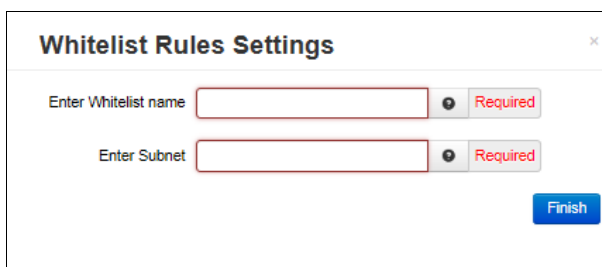 Whitelist Rules Settings ×
Enter Whitelist name ? Required
Enter Subnet ? Required
Finish